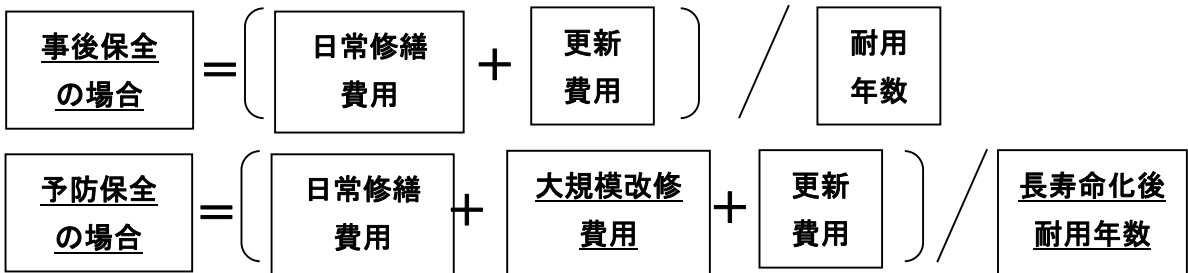 事後保全
の場合
＝
日常修繕
費用
＋
更新
費用
／
耐用
年数
予防保全
の場合
＝
日常修繕
費用
＋
大規模改修
費用
＋
更新
費用
／
長寿命化後
耐用年数